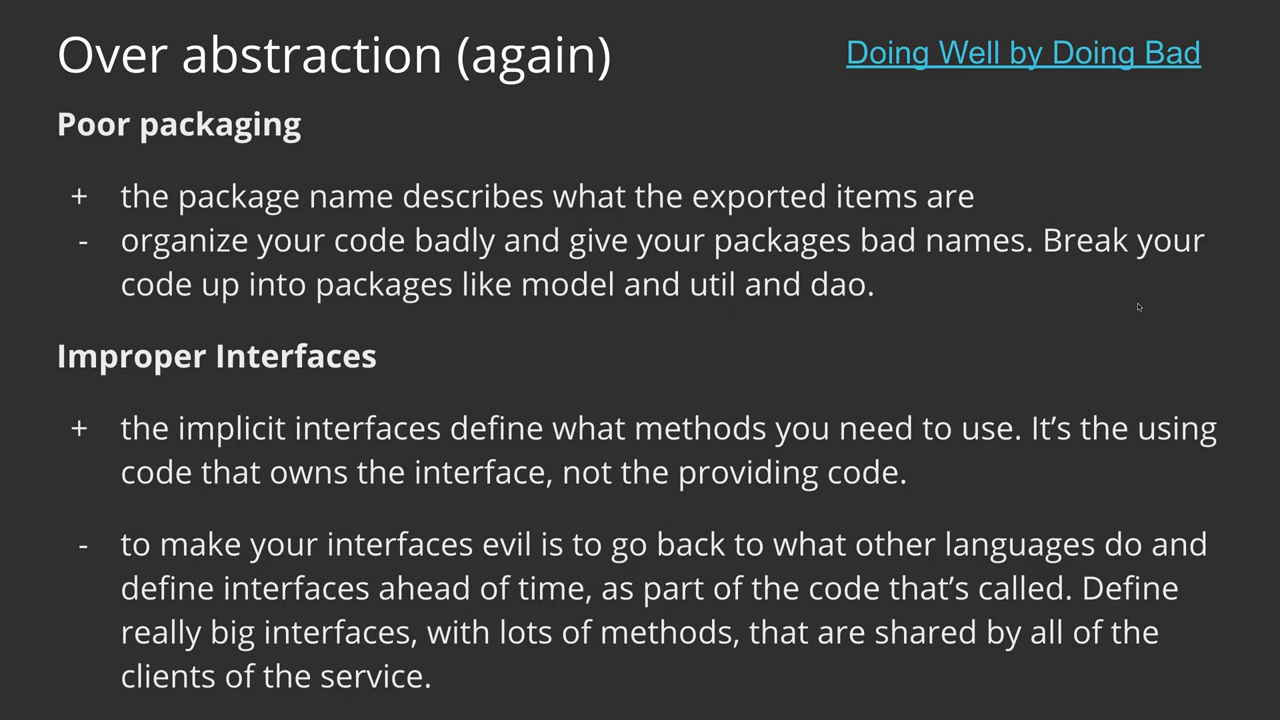 Over abstraction (again)
Doing Well by Doing Bad
Poor packaging
+ the package name describes what the exported items are
- organize your code badly and give your packages bad names. Break your
code up into packages like model and util and dao.
Improper Interfaces
+ the implicit interfaces define what methods you need to use. It’s the using
code that owns the interface, not the providing code.
- to make your interfaces evil is to go back to what other languages do and
define interfaces ahead of time, as part of the code that’s called. Define
really big interfaces, with lots of methods, that are shared by all of the
clients of the service.